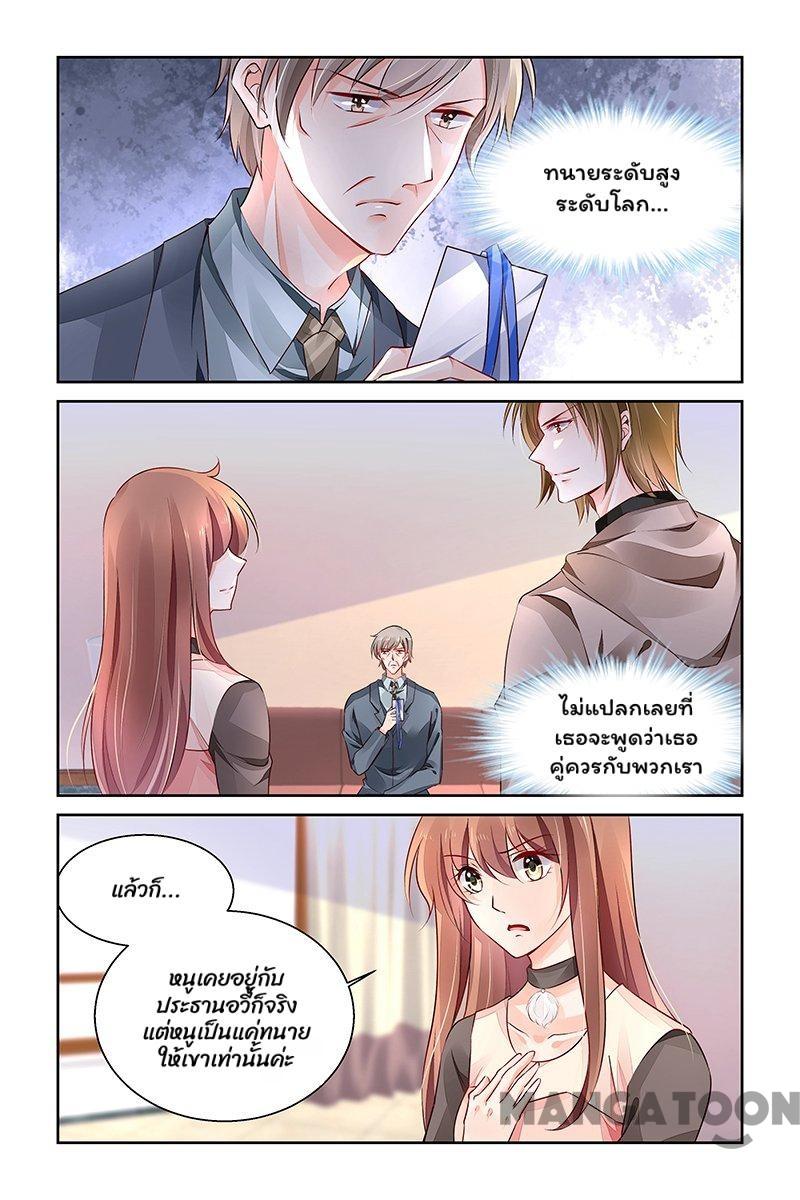 ทนายระดับสูง
ระดับโลก...
ไม่แปลกเลยที่
เธอจะพูดว่าเธอ
คู่ควรกับพวกเรา
แล้วก็...
หนูเคยอยู่กับ
ประธานอวี้ก็จริง
แต่หนูเป็นแค่ทนาย
ให้เขาเท่านั้นค่ะ
MANGATOON